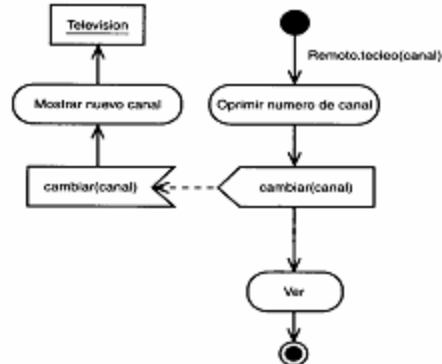 Television
Remoto.tecleo(canal)
Mostrar nuevo canal
Oprimir numero de canal
cambiar(canal)
cambiar(canal)
Ver